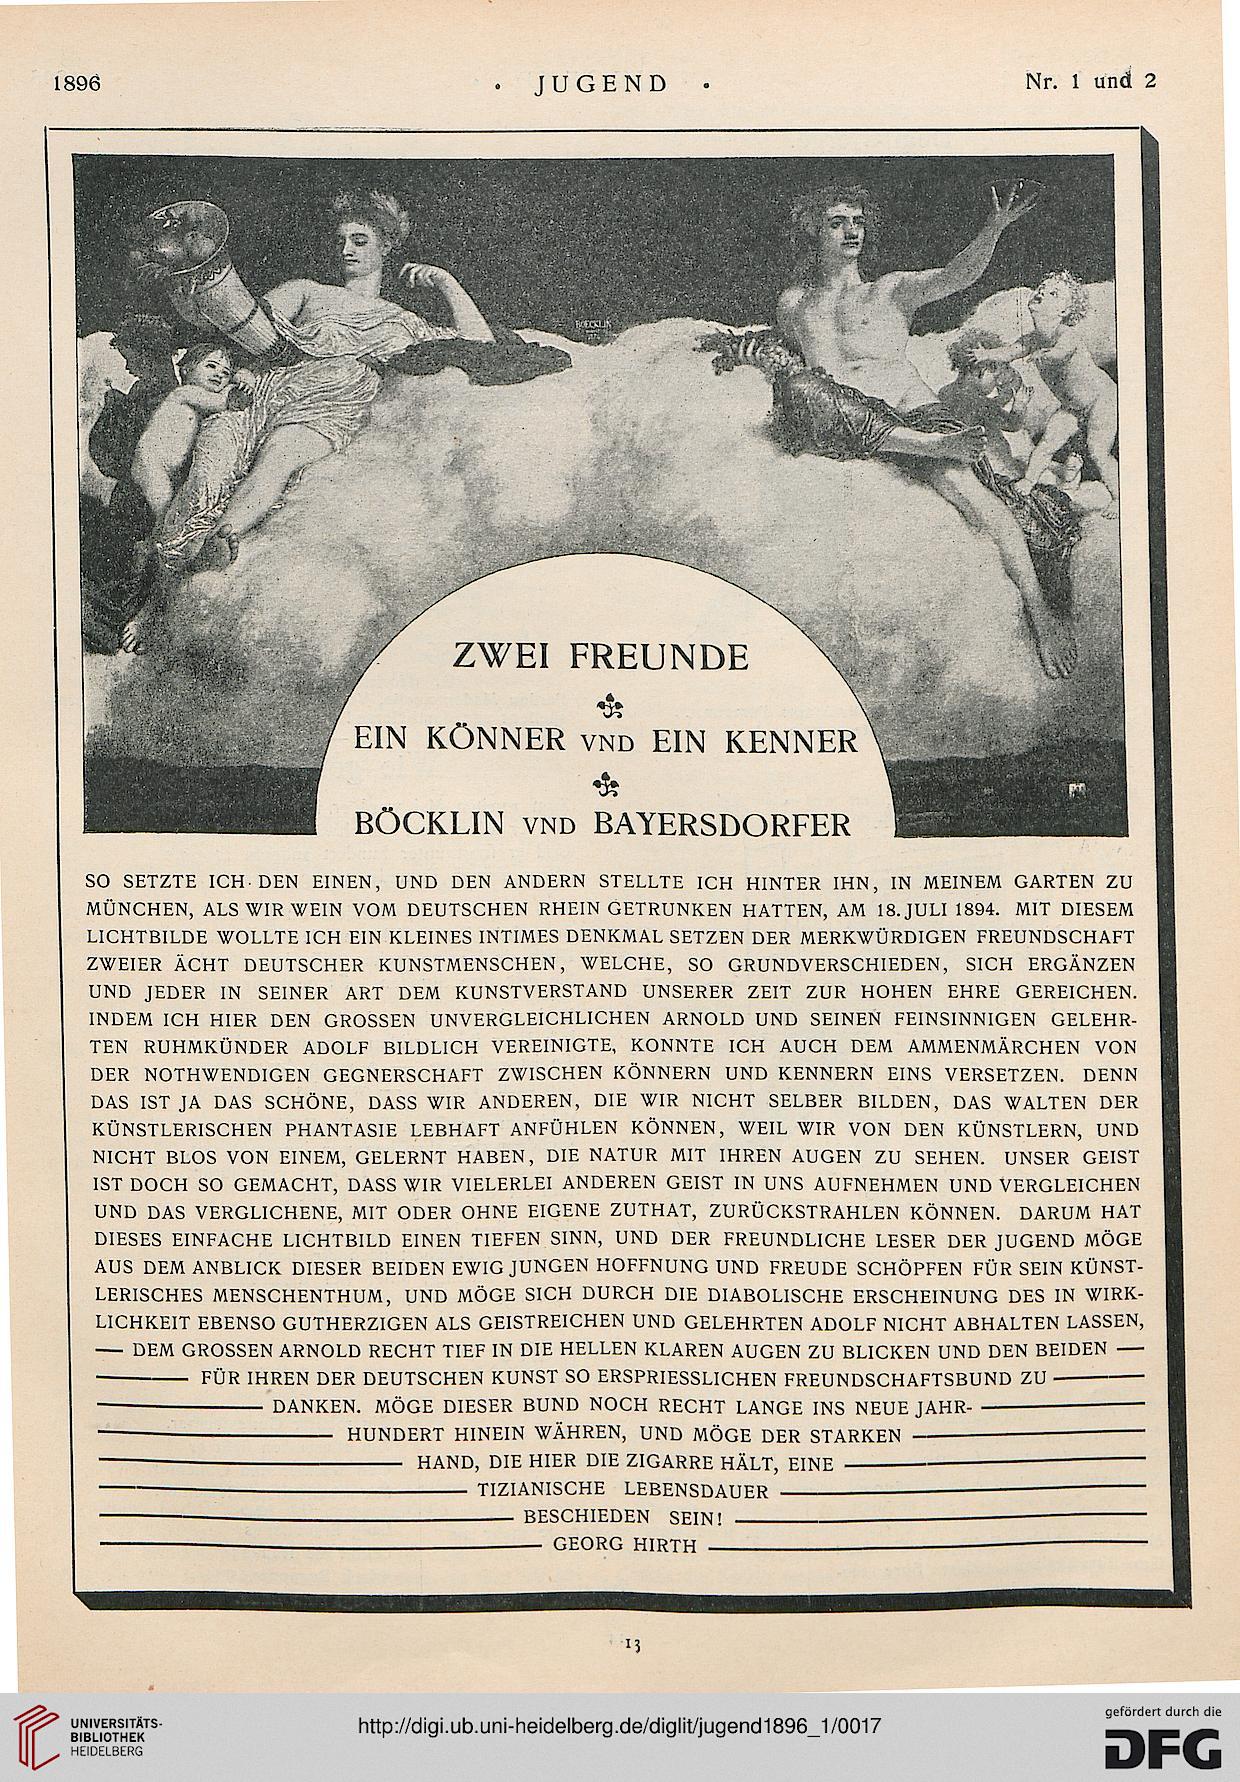 1896
· JUGEND ·
Nr. 1 und 2
BOECKLIN
ZWEI FREUNDE
EIN KÖNNER VND EIN KENNER
BÖCKLIN VND BAYERSDORFER
SO SETZTE ICH DEN EINEN, UND DEN ANDERN STELLTE ICH HINTER IHN, IN MEINEM GARTEN ZU
MÜNCHEN, ALS WIR WEIN VOM DEUTSCHEN RHEIN GETRUNKEN HATTEN, AM 18. JULI 1894. MIT DIESEM
LICHTBILDE WOLLTE ICH EIN KLEINES INTIMES DENKMAL SETZEN DER MERKWÜRDIGEN FREUNDSCHAFT
ZWEIER ÄCHT DEUTSCHER KUNSTMENSCHEN, WELCHE, SO GRUNDVERSCHIEDEN, SICH ERGÄNZEN
UND JEDER IN SEINER ART DEM KUNSTVERSTAND UNSERER ZEIT ZUR HOHEN EHRE GEREICHEN.
INDEM ICH HIER DEN GROSSEN UNVERGLEICHLICHEN ARNOLD UND SEINEN FEINSINNIGEN GELEHR-
TEN RUHMKÜNDER ADOLF BILDLICH VEREINIGTE, KONNTE ICH AUCH DEM AMMENMÄRCHEN VON
DER NOTHWENDIGEN GEGNERSCHAFT ZWISCHEN KÖNNERN UND KENNERN EINS VERSETZEN. DENN
DAS IST JA DAS SCHÖNE, DASS WIR ANDEREN, DIE WIR NICHT SELBER BILDEN, DAS WALTEN DER
KÜNSTLERISCHEN PHANTASIE LEBHAFT ANFÜHLEN KÖNNEN, WEIL WIR VON DEN KÜNSTLERN, UND
NICHT BLOS VON EINEM, GELERNT HABEN, DIE NATUR MIT IHREN AUGEN ZU SEHEN. UNSER GEIST
IST DOCH SO GEMACHT, DASS WIR VIELERLEI ANDEREN GEIST IN UNS AUFNEHMEN UND VERGLEICHEN
UND DAS VERGLICHENE, MIT ODER OHNE EIGENE ZUTHAT, ZURÜCKSTRAHLEN KÖNNEN. DARUM HAT
DIESES EINFACHE LICHTBILD EINEN TIEFEN SINN, UND DER FREUNDLICHE LESER DER JUGEND MÖGE
AUS DEM ANBLICK DIESER BEIDEN EWIG JUNGEN HOFFNUNG UND FREUDE SCHÖPFEN FÜR SEIN KÜNST-
LERISCHES MENSCHENTHUM, UND MÖGE SICH DURCH DIE DIABOLISCHE ERSCHEINUNG DES IN WIRK-
LICHKEIT EBENSO GUTHERZIGEN ALS GEISTREICHEN UND GELEHRTEN ADOLF NICHT ABHALTEN LASSEN,
DEM GROSSEN ARNOLD RECHT TIEF IN DIE HELLEN KLAREN AUGEN ZU BLICKEN UND DEN BEIDEN
FÜR IHREN DER DEUTSCHEN KUNST SO ERSPRIESSLICHEN FREUNDSCHAFTSBUND ZU
DANKEN. MÖGE DIESER BUND NOCH RECHT LANGE INS NEUE JAHR-
HUNDERT HINEIN WÄHREN, UND MÖGE DER STARKEN
HAND, DIE HIER DIE ZIGARRE HÄLT, EINE
TIZIANISCHE LEBENSDAUER
BESCHIEDEN SEIN!
GEORG HIRTH
13
UNIVERSITÄTS-
BIBLIOTHEK
HEIDELBERG
http://digi.ub.uni-heidelberg.de/diglit/jugend1896_1/0017
gefördert durch die
DFG